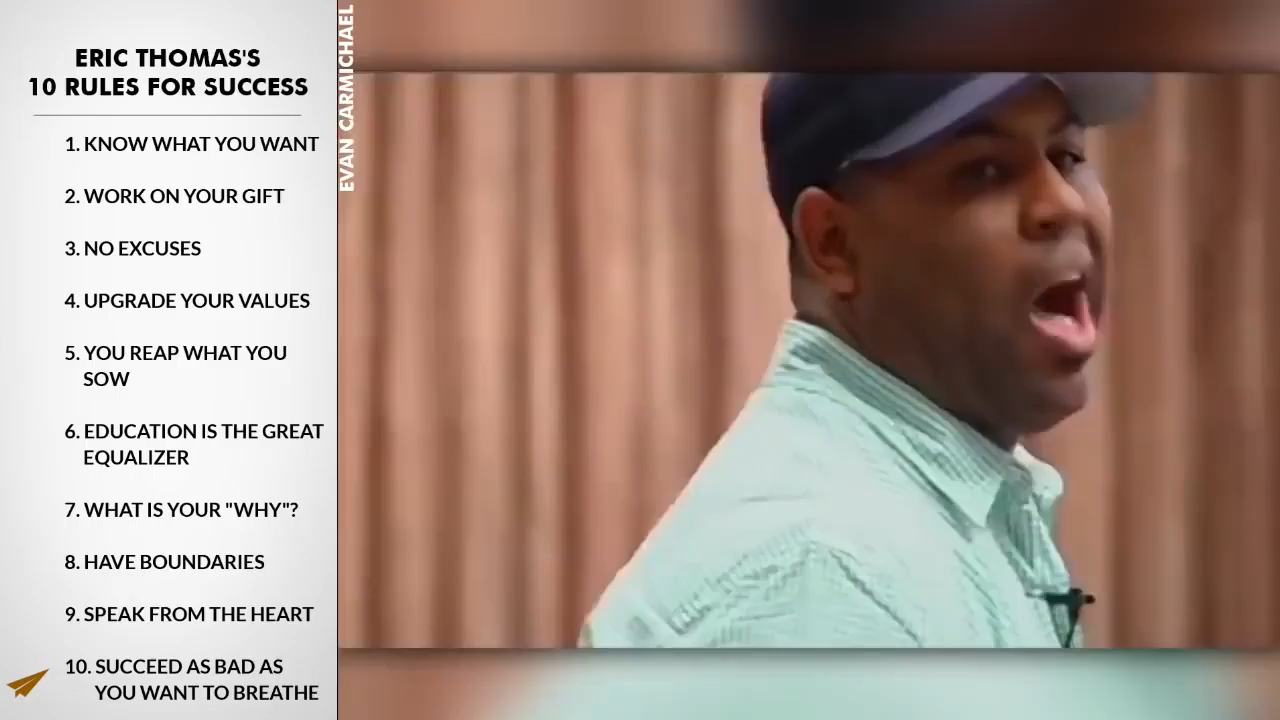 ERIC THOMAS'S
10 RULES FOR SUCCESS
1. KNOW WHAT YOU WANT
2. WORK ON YOUR GIFT
3. NO EXCUSES
4. UPGRADE YOUR VALUES
5. YOU REAP WHAT YOU
SOW
6. EDUCATION IS THE GREAT
EQUALIZER
7. WHAT IS YOUR "WHY"?
8. HAVE BOUNDARIES
9. SPEAK FROM THE HEART
10. SUCCEED AS BAD AS
YOU WANT TO BREATHE
EVAN CARMICHAEL